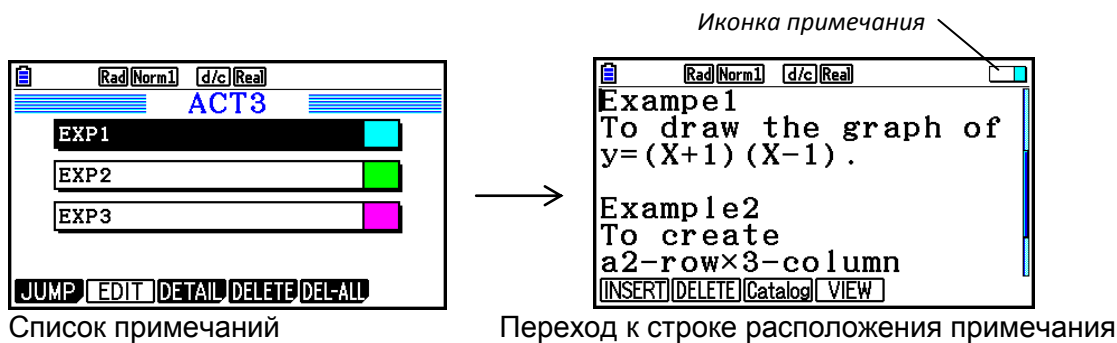 Иконка примечания
Rad Norm1 d/c Real
ACT3
EXP1
EXP2
EXP3
JUMP EDIT DETAIL DELETE DEL-ALL
Список примечаний
Rad Norm1 d/c Real
Exampe1
To draw the graph of
y=(X+1)(X-1).
Example2
To create
a2-row×3-column
INSERT DELETE Catalog VIEW
Переход к строке расположения примечания